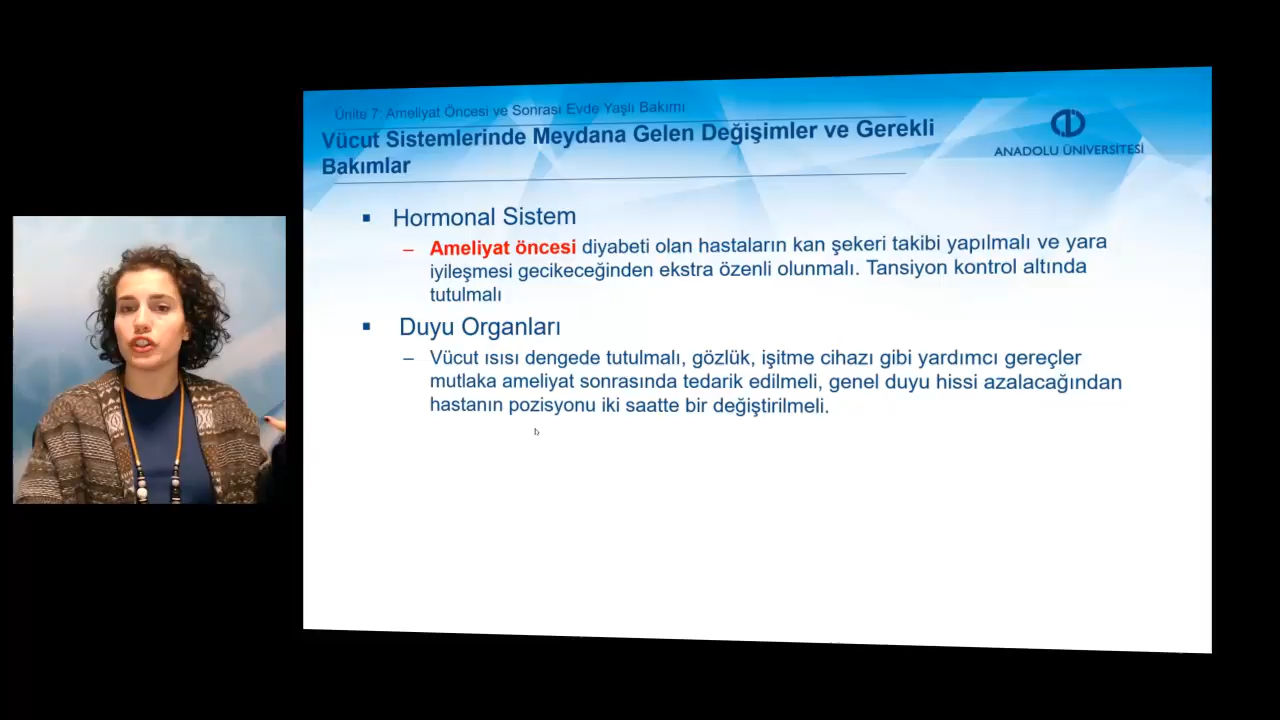 Ünite 7: Ameliyat Öncesi ve Sonrası Evde Yaşlı Bakımı
Vücut Sistemlerinde Meydana Gelen Değişimler ve Gerekli
Bakımlar
ANADOLU ÜNİVERSİTESİ
▪ Hormonal Sistem
– Ameliyat öncesi diyabeti olan hastaların kan şekeri takibi yapılmalı ve yara
iyileşmesi gecikeceğinden ekstra özenli olunmalı. Tansiyon kontrol altında
tutulmalı
▪ Duyu Organları
– Vücut ısısı dengede tutulmalı, gözlük, işitme cihazı gibi yardımcı gereçler
mutlaka ameliyat sonrasında tedarik edilmeli, genel duyu hissi azalacağından
hastanın pozisyonu iki saatte bir değiştirilmeli.